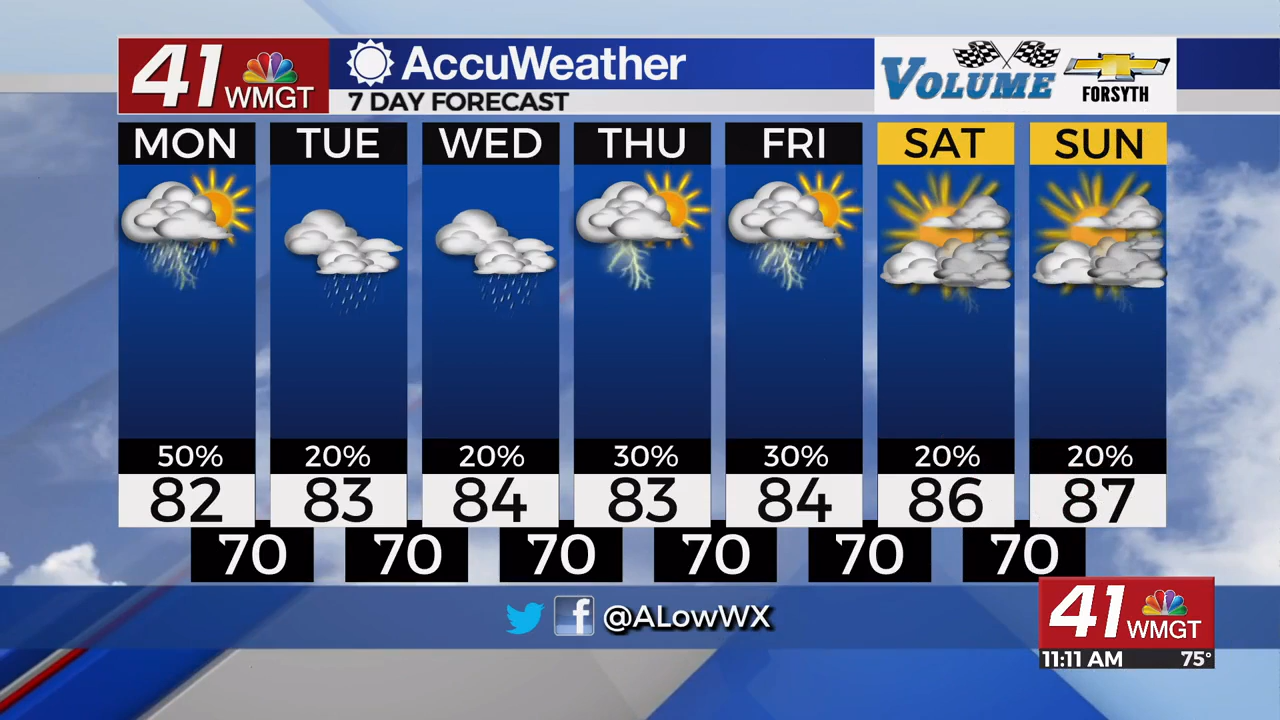 41 WMGT
AccuWeather
7 DAY FORECAST
VOLUME
FORSYTH
MON TUE WED THU FRI SAT SUN
50% 20% 20% 30% 30% 20% 20%
82 83 84 83 84 86 87
70 70 70 70 70 70
f @ALowWX
41 WMGT
11:11 AM 75°